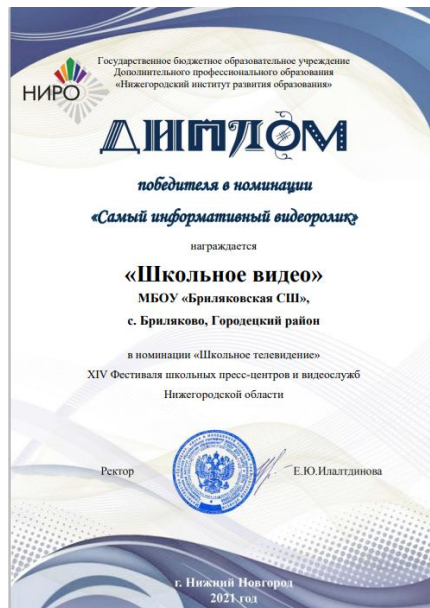 НИРО
Государственное бюджетное образовательное учреждение
Дополнительного профессионального образования
«Нижегородский институт развития образования»
ДИПЛОМ
победителя в номинации
«Самый информативный видеоролик»
награждается
«Школьное видео»
МБОУ «Бриляковская СШ»,
с. Бриляково, Городецкий район
в номинации «Школьное телевидение»
XIV Фестиваля школьных пресс-центров и видеослужб
Нижегородской области
Ректор
Е.Ю.Илалтдинова
г. Нижний Новгород
2021 год